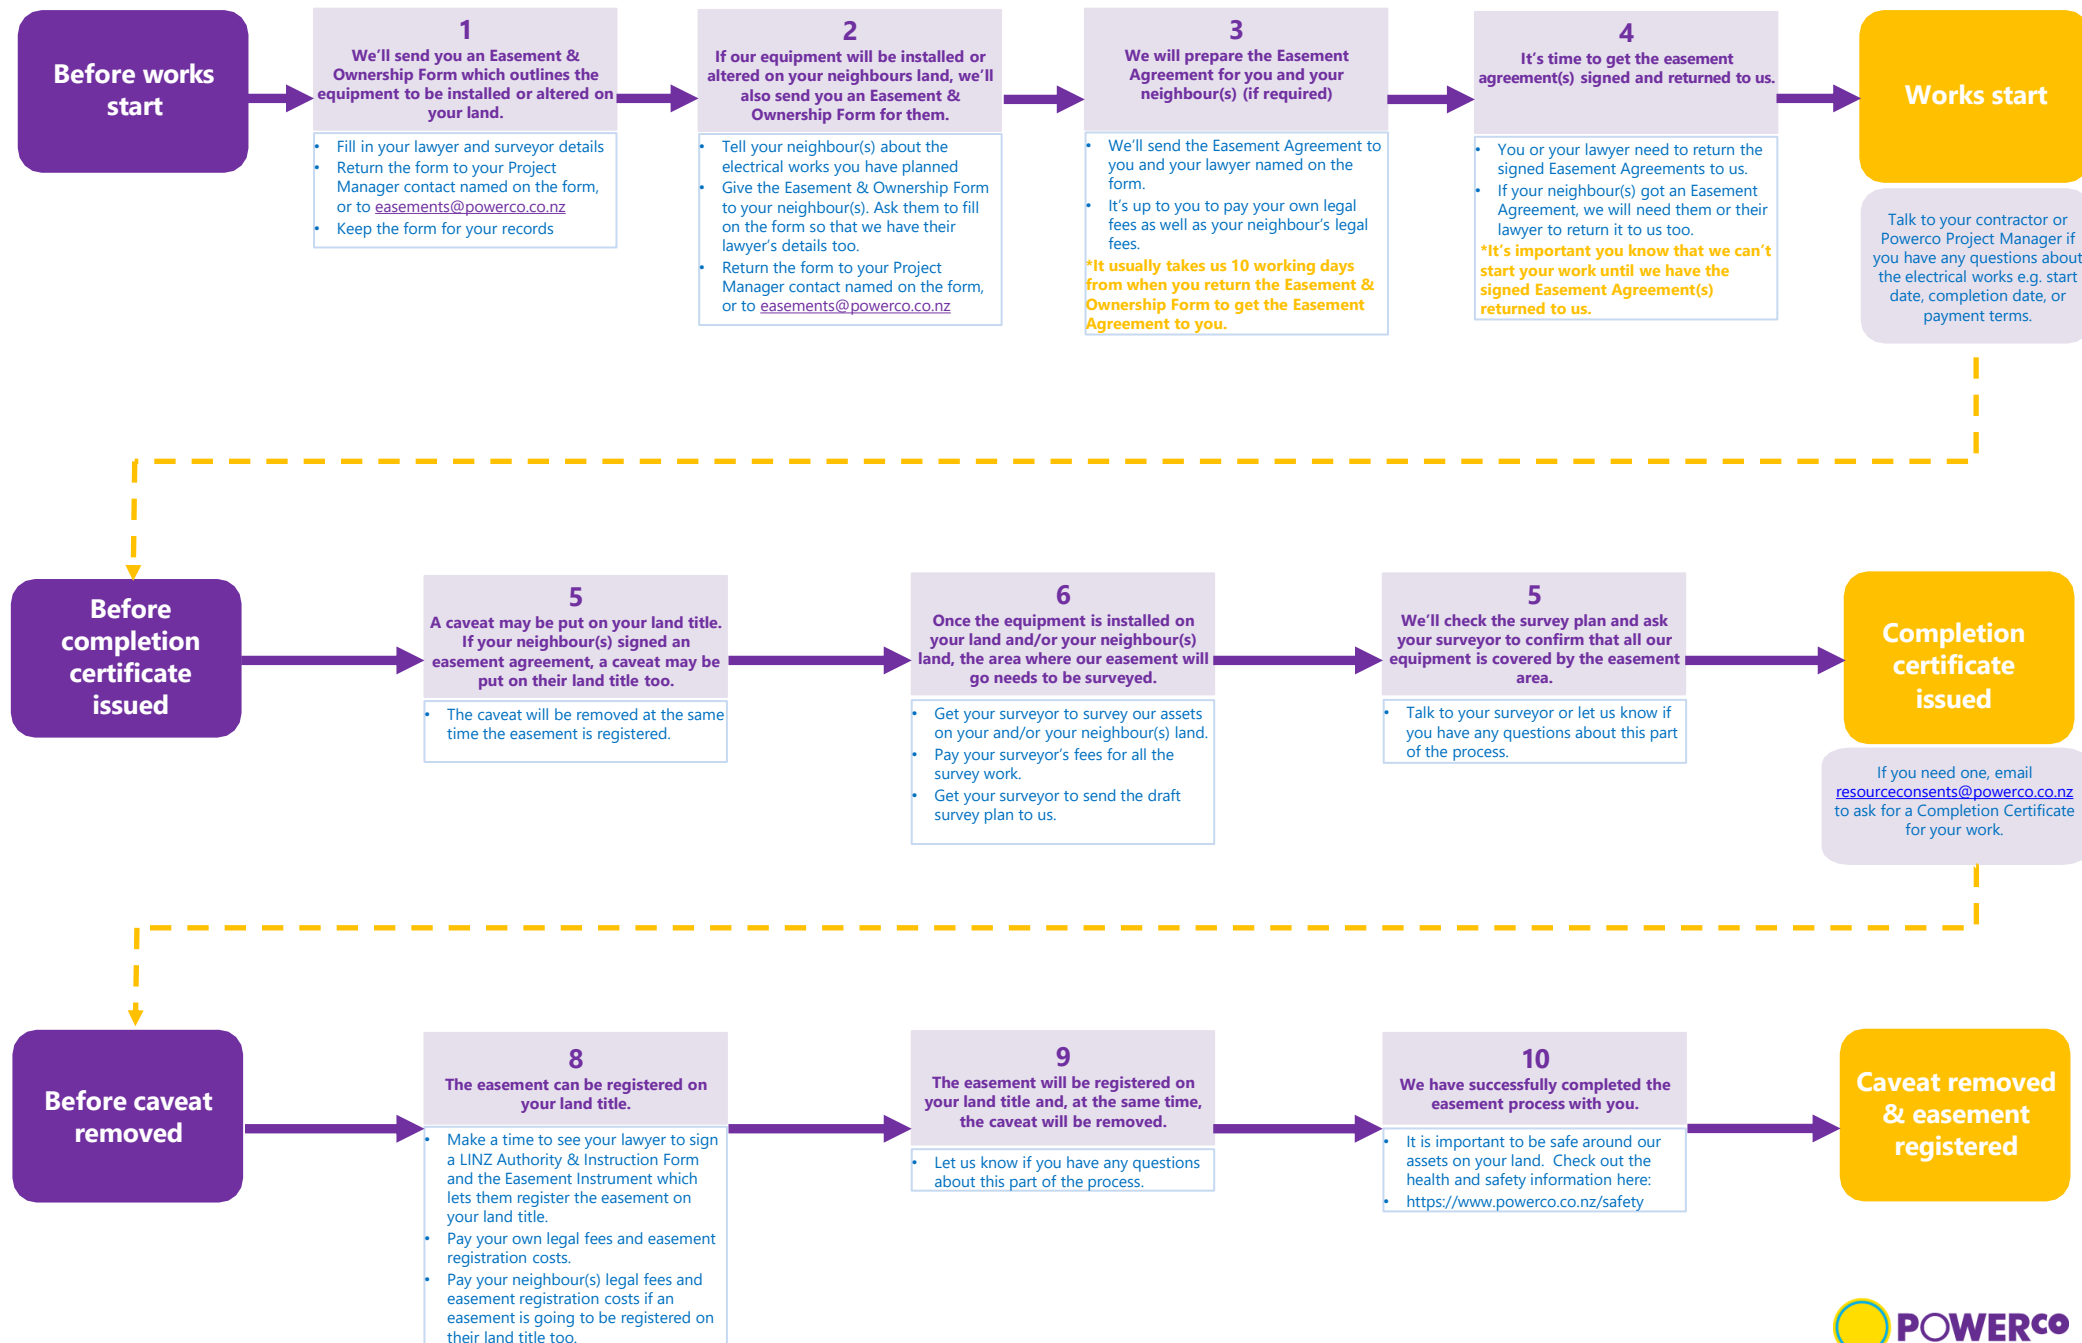 Before works
start
1
We'll send you an Easement &
Ownership Form which outlines the
equipment to be installed or altered on
your land.
• Fill in your lawyer and surveyor details
• Return the form to your Project
Manager contact named on the form,
or to easements@powerco.co.nz
• Keep the form for your records
2
If our equipment will be installed or
altered on your neighbours land, we'll
also send you an Easement &
Ownership Form for them.
• Tell your neighbour(s) about the
electrical works you have planned
• Give the Easement & Ownership Form
to your neighbour(s). Ask them to fill
on the form so that we have their
lawyer's details too.
• Return the form to your Project
Manager contact named on the form,
or to easements@powerco.co.nz
3
We will prepare the Easement
Agreement for you and your
neighbour(s) (if required)
• We'll send the Easement Agreement to
you and your lawyer named on the
form.
• It's up to you to pay your own legal
fees as well as your neighbour's legal
fees.
*It usually takes us 10 working days
from when you return the Easement &
Ownership Form to get the Easement
Agreement to you.
4
It's time to get the easement
agreement(s) signed and returned to us.
• You or your lawyer need to return the
signed Easement Agreements to us.
• If your neighbour(s) got an Easement
Agreement, we will need them or their
lawyer to return it to us too.
*It's important you know that we can't
start your work until we have the
signed Easement Agreement(s)
returned to us.
Works start
Talk to your contractor or
Powerco Project Manager if
you have any questions about
the electrical works e.g. start
date, completion date, or
payment terms.
Before
completion
certificate
issued
5
A caveat may be put on your land title.
If your neighbour(s) signed an
easement agreement, a caveat may be
put on their land title too.
• The caveat will be removed at the same
time the easement is registered.
6
Once the equipment is installed on
your land and/or your neighbour(s)
land, the area where our easement will
go needs to be surveyed.
• Get your surveyor to survey our assets
on your and/or your neighbour(s) land.
• Pay your surveyor's fees for all the
survey work.
• Get your surveyor to send the draft
survey plan to us.
5
We'll check the survey plan and ask
your surveyor to confirm that all our
equipment is covered by the easement
area.
• Talk to your surveyor or let us know if
you have any questions about this part
of the process.
Completion
certificate
issued
If you need one, email
resourceconsents@powerco.co.nz
to ask for a Completion Certificate
for your work.
Before caveat
removed
8
The easement can be registered on
your land title.
• Make a time to see your lawyer to sign
a LINZ Authority & Instruction Form
and the Easement Instrument which
lets them register the easement on
your land title.
• Pay your own legal fees and easement
registration costs.
• Pay your neighbour(s) legal fees and
easement registration costs if an
easement is going to be registered on
their land title too.
9
The easement will be registered on
your land title and, at the same time,
the caveat will be removed.
• Let us know if you have any questions
about this part of the process.
10
We have successfully completed the
easement process with you.
• It is important to be safe around our
assets on your land. Check out the
health and safety information here:
• https://www.powerco.co.nz/safety
Caveat removed
& easement
registered
POWERCO